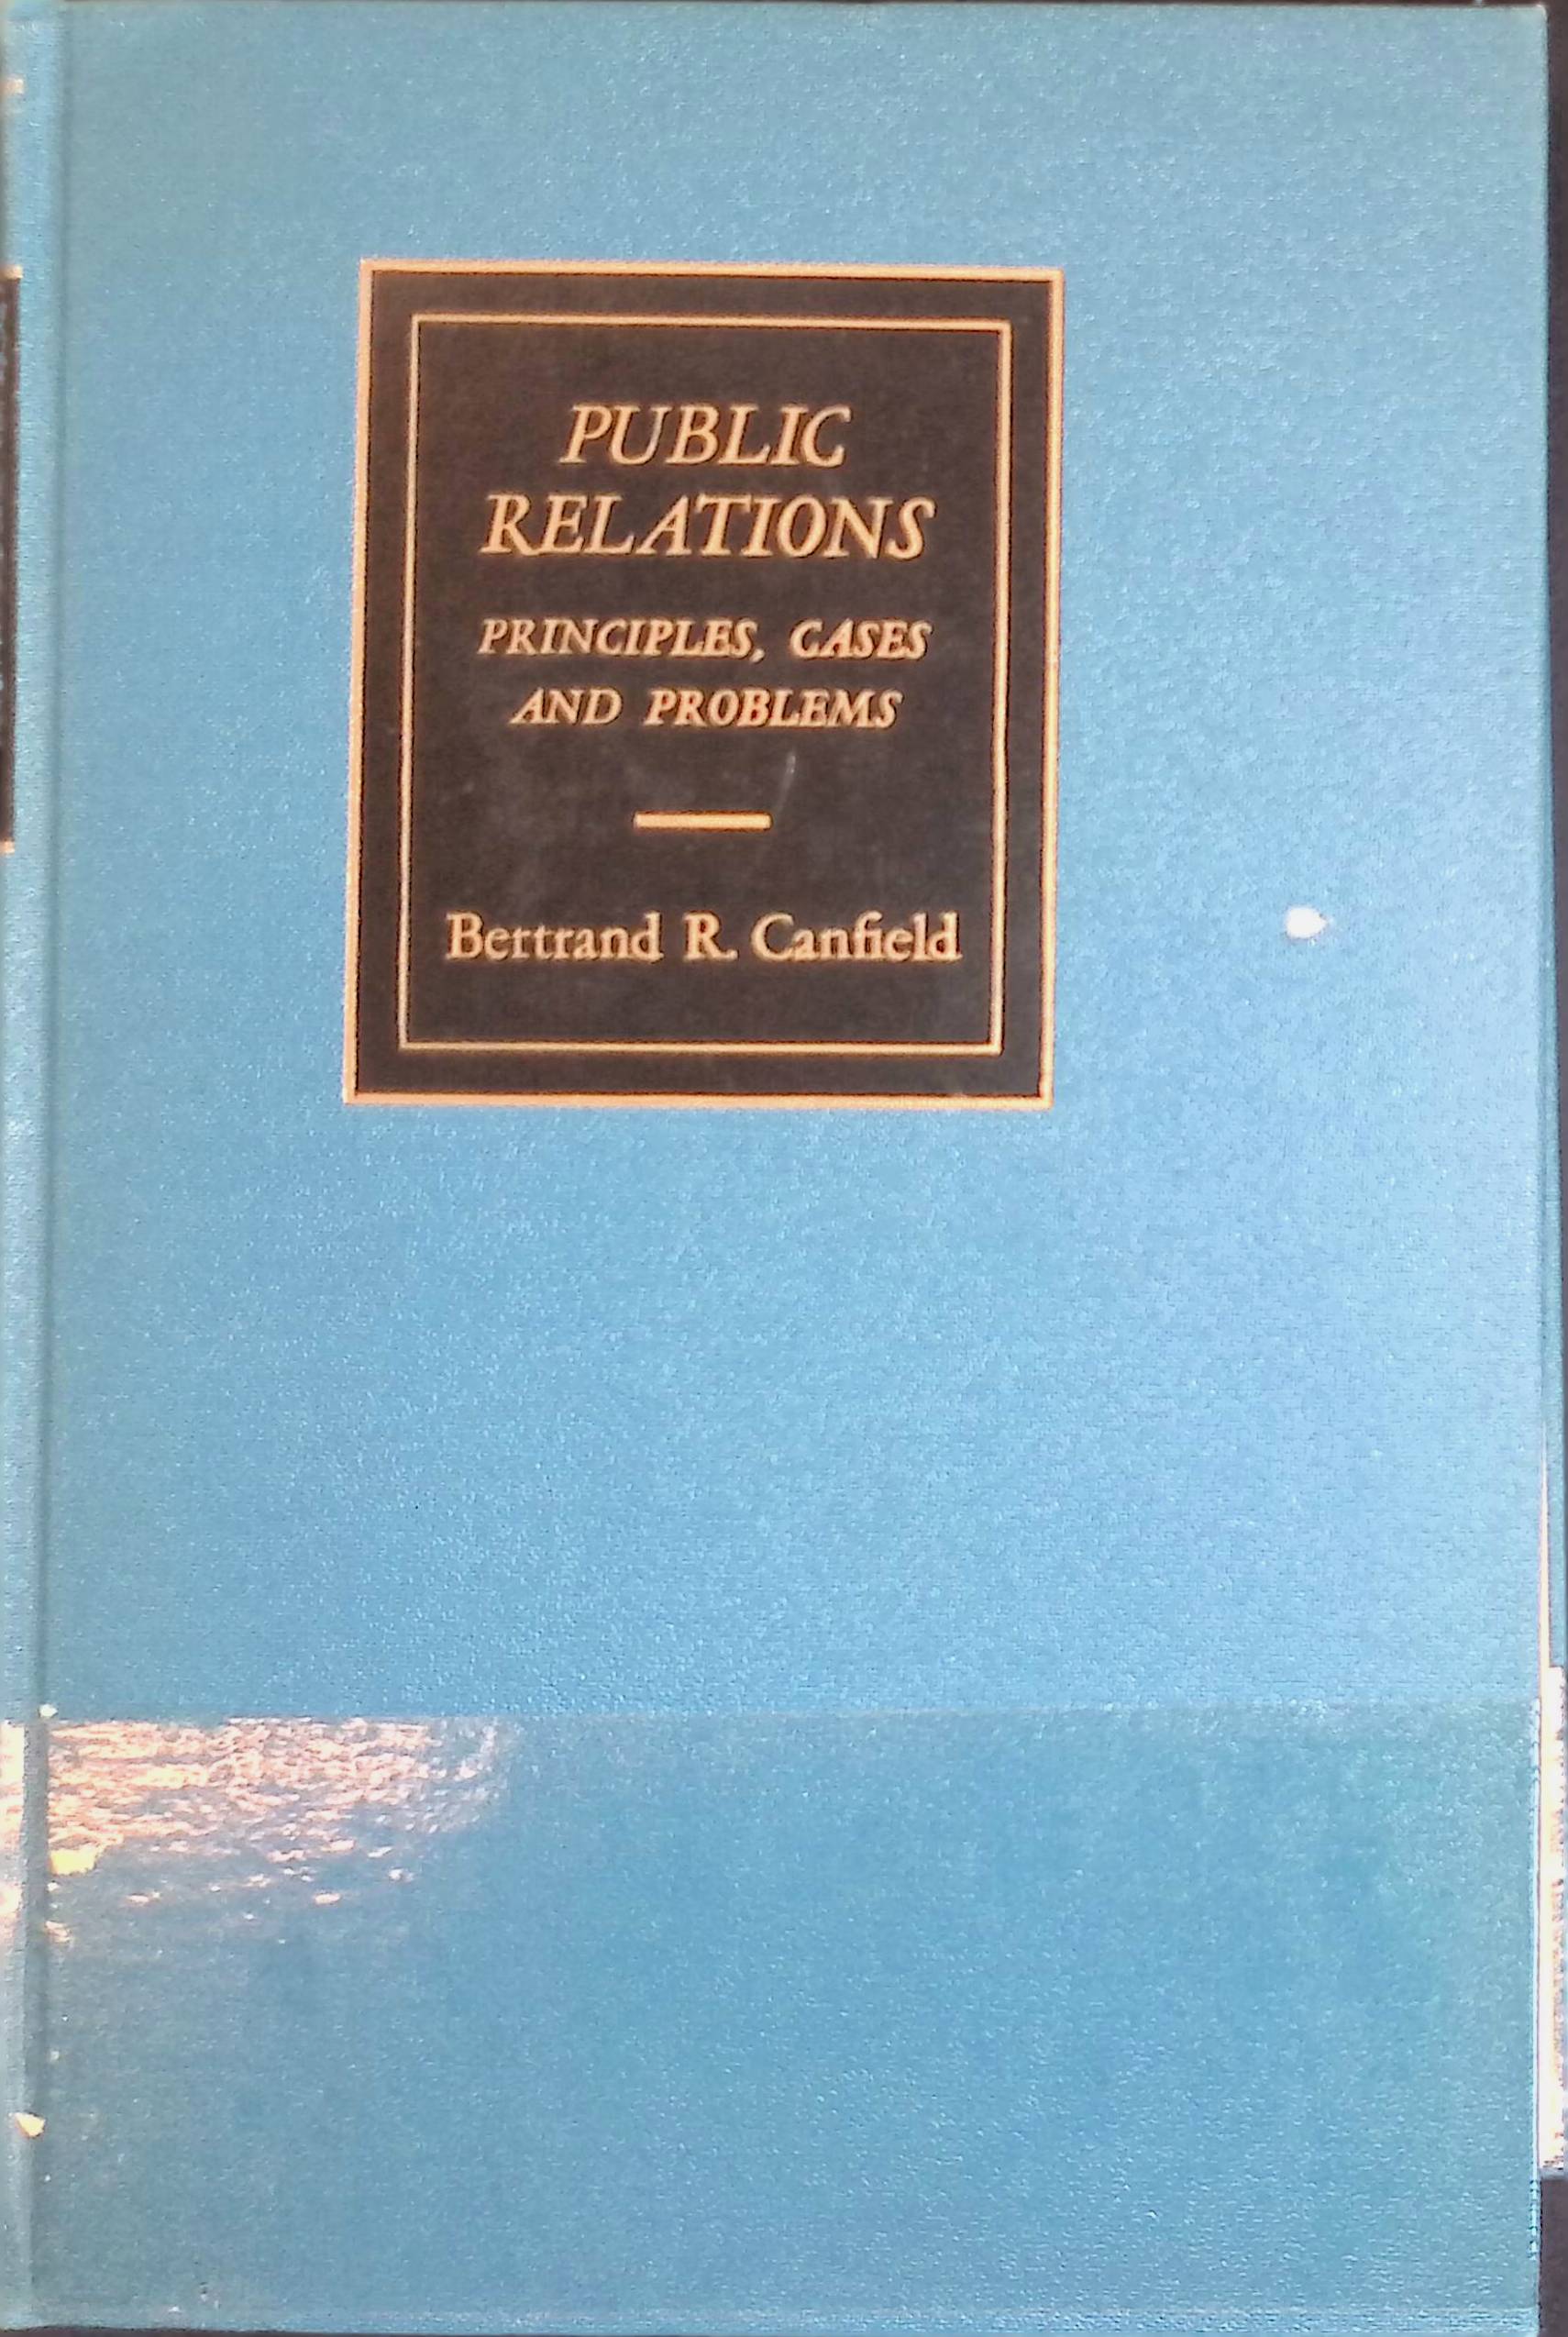 PUBLIC
RELATIONS
PRINCIPLES, CASES
AND PROBLEMS
Bertrand R. Canfield